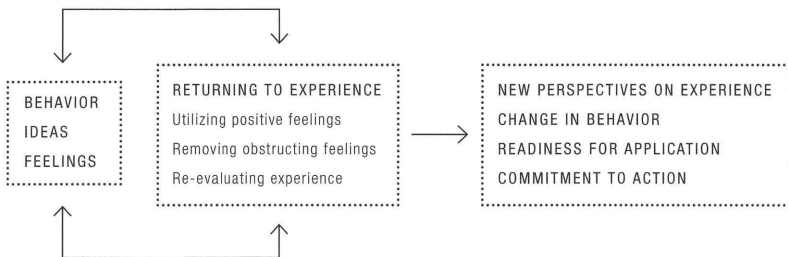 BEHAVIOR
IDEAS
FEELINGS
RETURNING TO EXPERIENCE
Utilizing positive feelings
Removing obstructing feelings
Re-evaluating experience
NEW PERSPECTIVES ON EXPERIENCE
CHANGE IN BEHAVIOR
READINESS FOR APPLICATION
COMMITMENT TO ACTION